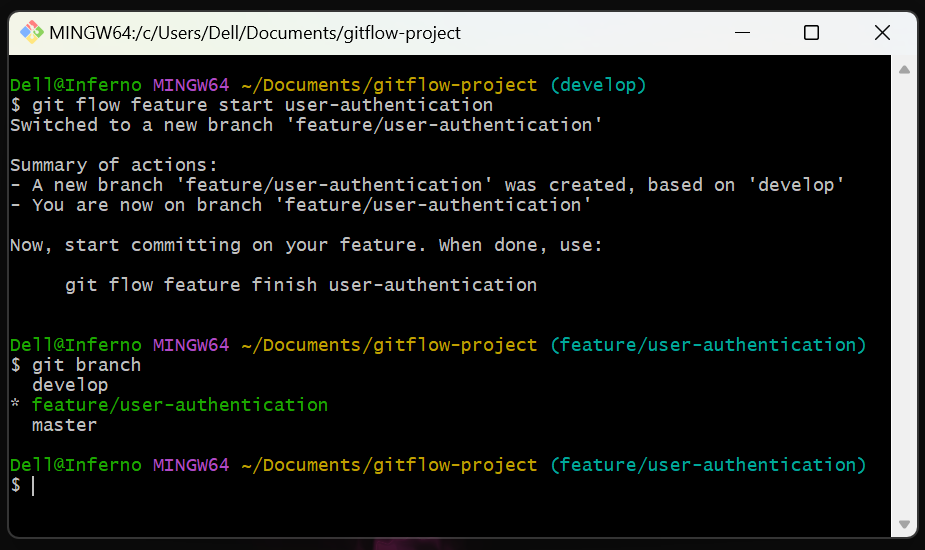 MINGW64:/c/Users/Dell/Documents/gitflow-project
Dell@Inferno MINGW64 ~/Documents/gitflow-project (develop)
$ git flow feature start user-authentication
Switched to a new branch 'feature/user-authentication'
Summary of actions:
- A new branch 'feature/user-authentication' was created, based on 'develop'
- You are now on branch 'feature/user-authentication'
Now, start committing on your feature. When done, use:
git flow feature finish user-authentication
Dell@Inferno MINGW64 ~/Documents/gitflow-project (feature/user-authentication)
$ git branch
develop
* feature/user-authentication
master
Dell@Inferno MINGW64 ~/Documents/gitflow-project (feature/user-authentication)
$